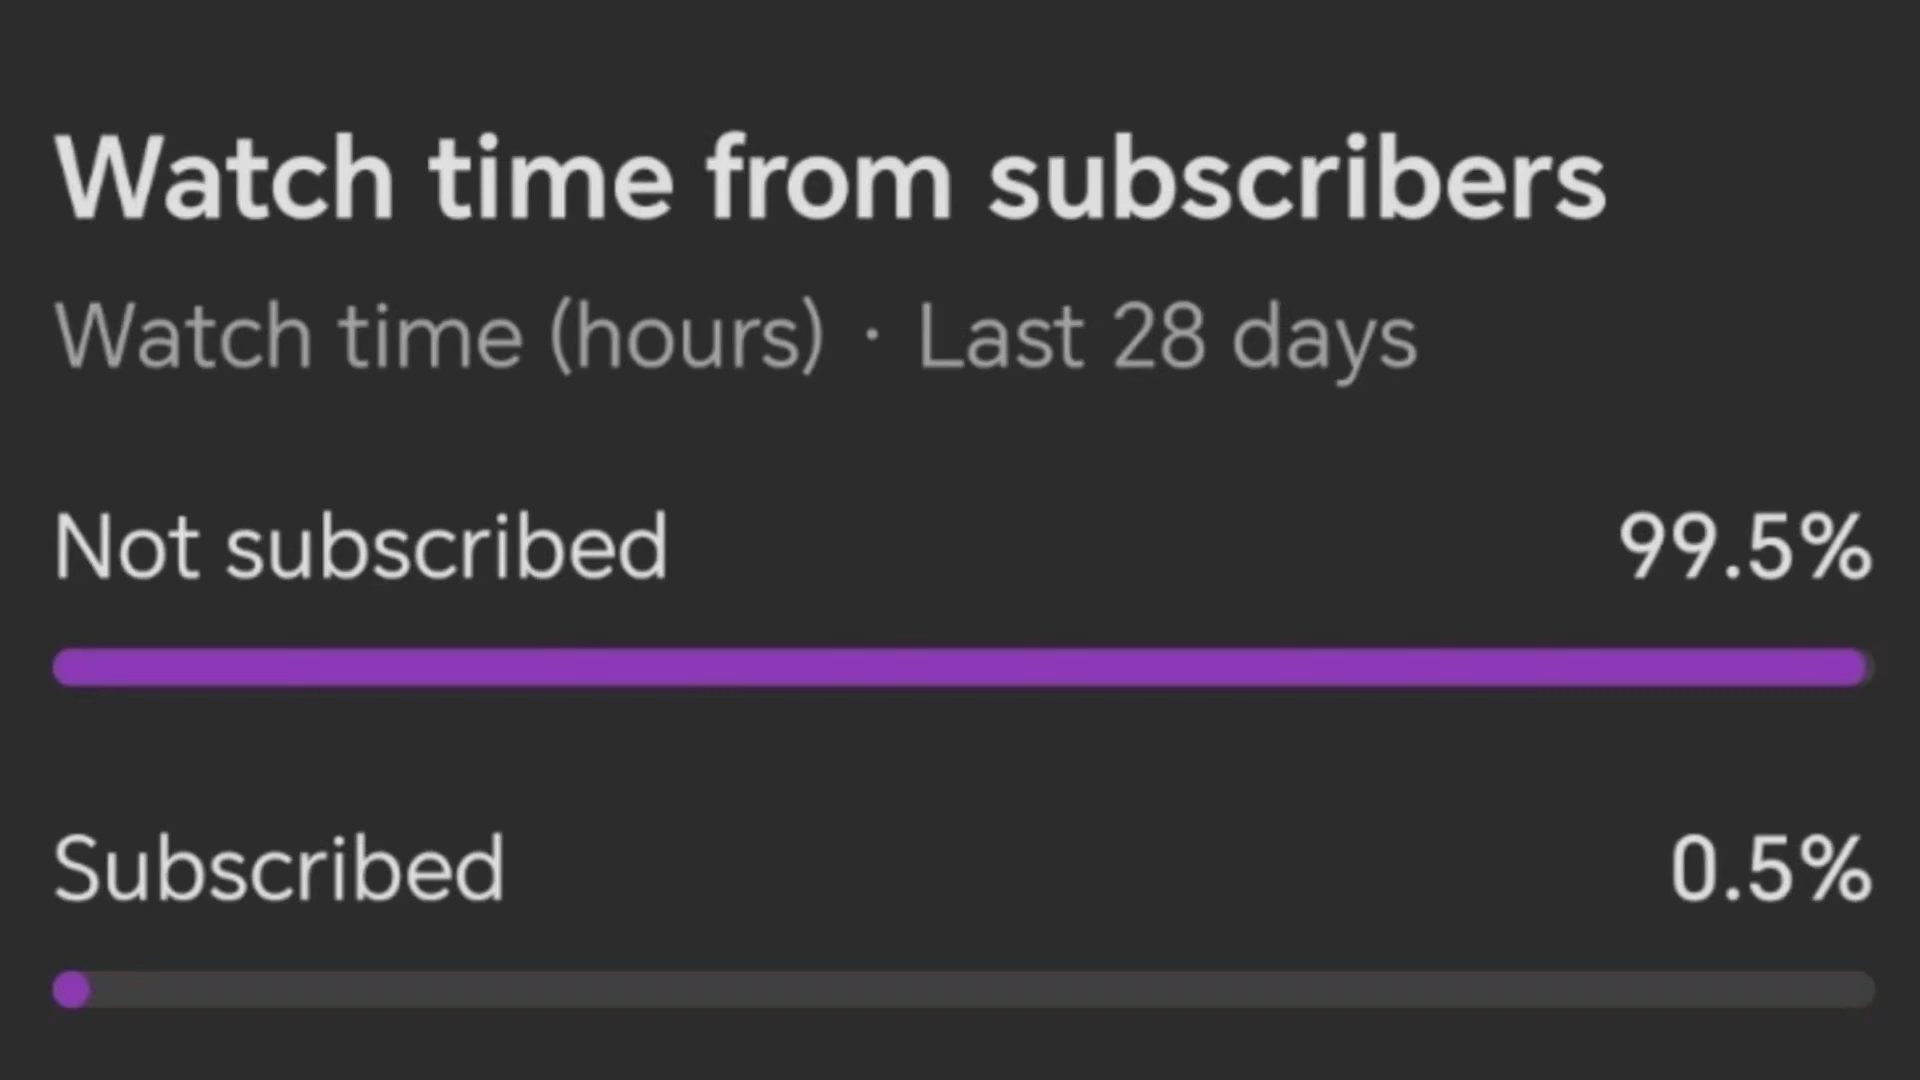 Watch time from subscribers
Watch time (hours) · Last 28 days
Not subscribed 99.5%
Subscribed 0.5%